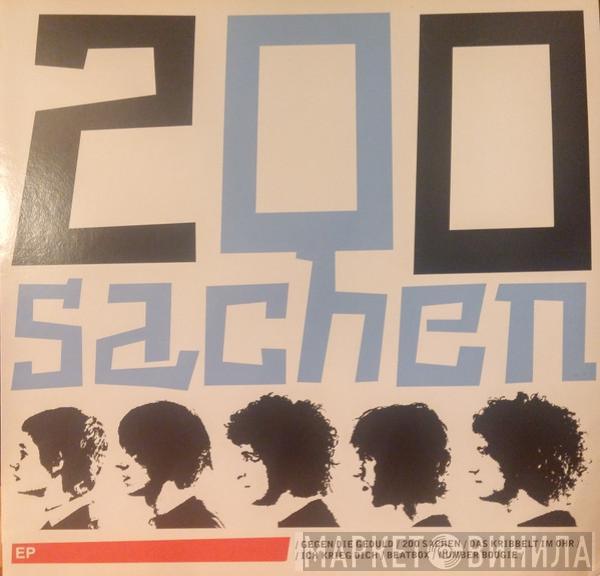 200
sachen
EP
/ GEGEN DIE GEDULD / 200 SACHEN / DAS KRIBBELT IM OHR
/ ICH KRIEG DICH / BEATBOX / NUMBER BOUGIE
МАРКЕТ ВИНИЛА